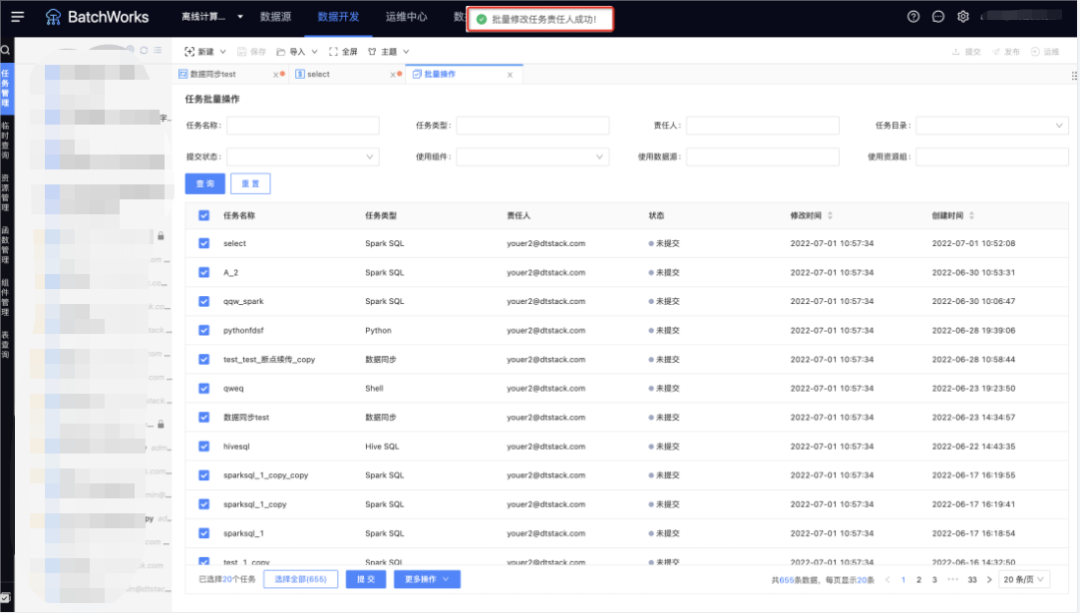 BatchWorks 离线计算... 数据源 数据开发 运维中心 数
批量修改任务责任人成功！
新建 保存 导入 全屏 主题 提交 发布 运维
数据同步test select 批量操作
任务管理
临时查询
资源管理
函数管理
组件管理
表查询
任务批量操作
任务名称： 任务类型： 责任人： 任务目录：
提交状态： 使用组件： 使用数据源： 使用资源组：
查询 重置
任务名称 任务类型 责任人 状态 修改时间 创建时间
select Spark SQL youer2@dtstack.com 未提交 2022-07-01 10:57:34 2022-07-01 10:52:08
A_2 Spark SQL youer2@dtstack.com 未提交 2022-07-01 10:57:34 2022-06-30 10:53:31
qqw_spark Spark SQL youer2@dtstack.com 未提交 2022-07-01 10:57:34 2022-06-30 10:06:47
pythonfdsf Python youer2@dtstack.com 未提交 2022-07-01 10:57:34 2022-06-28 19:39:06
test_test_断点续传_copy 数据同步 youer2@dtstack.com 未提交 2022-07-01 10:57:34 2022-06-28 10:58:44
qweq Shell youer2@dtstack.com 未提交 2022-07-01 10:57:34 2022-06-23 19:23:50
数据同步test 数据同步 youer2@dtstack.com 未提交 2022-07-01 10:57:34 2022-06-23 14:34:57
hivesql Hive SQL youer2@dtstack.com 未提交 2022-07-01 10:57:34 2022-06-22 14:43:35
sparksql_1_copy_copy Spark SQL youer2@dtstack.com 未提交 2022-07-01 10:57:34 2022-06-17 16:19:55
sparksql_1_copy Spark SQL youer2@dtstack.com 未提交 2022-07-01 10:57:34 2022-06-17 16:19:41
sparksql_1 Spark SQL youer2@dtstack.com 未提交 2022-07-01 10:57:34 2022-06-17 16:18:54
test_1_copy Spark SQL youer2@dtstack.com 未提交 2022-07-01 10:57:34 2022-06-16 14:32:50
已选择20个任务 选择全部(655) 提交 更多操作 共655条数据，每页显示20条 < 1 2 3 ··· 33 > 20 条/页